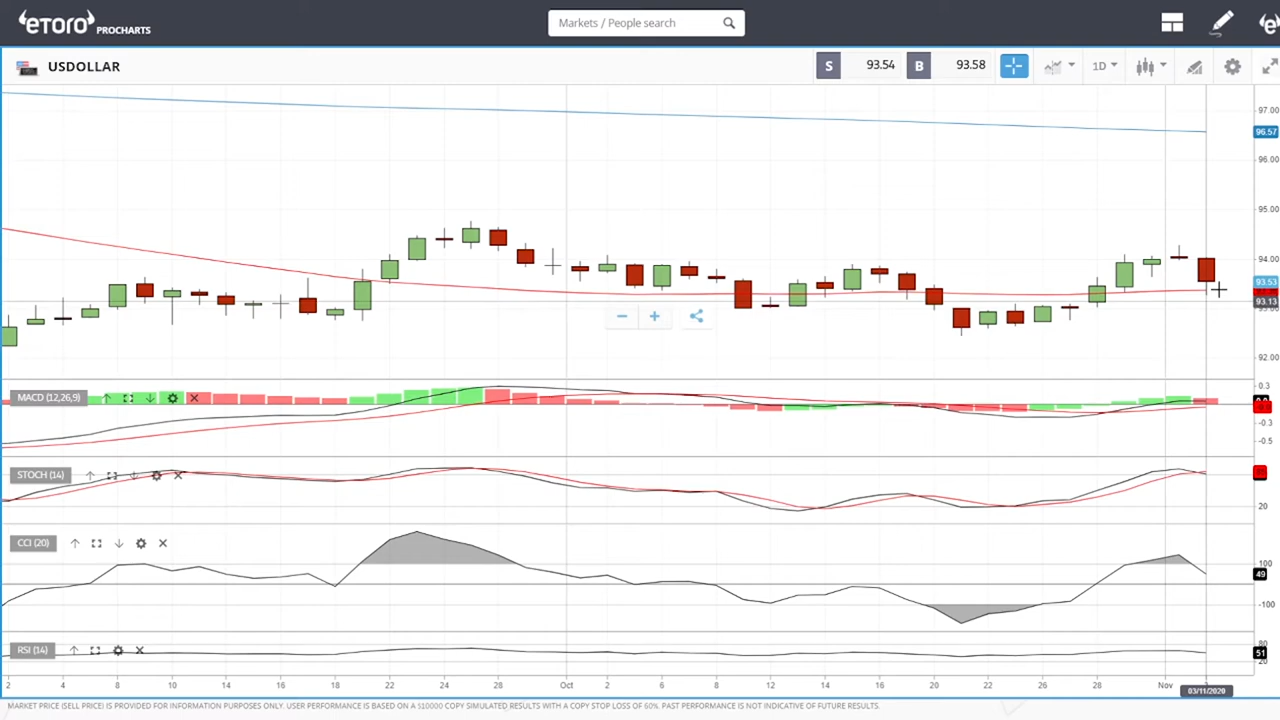 eTORO PROCHARTS Markets / People search
USDOLLAR S 93.54 B 93.58 1D
97.00
96.57
96.00
95.00
94.00
93.53
93.13
92.00
MACD (12,26,9) 0.3
-0.3
-0.5
STOCH (14)
20
CCI (20)
100
49
-100
RSI (14) 80
51
20
2 4 8 10 14 16 18 22 24 28 Oct 2 6 8 12 14 16 20 22 26 28 Nov
03/11/2020
MARKET PRICE (SELL PRICE) IS PROVIDED FOR INFORMATION PURPOSES ONLY. USER PERFORMANCE IS BASED ON A $10000 COPY SIMULATED RESULTS WITH A COPY STOP LOSS OF 60%. PAST PERFORMANCE IS NOT INDICATIVE OF FUTURE RESULTS.